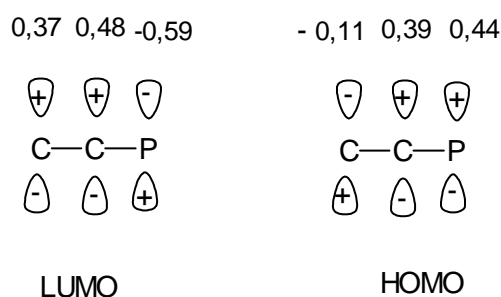 0,37 0,48 -0,59
- 0,11 0,39 0,44
+ + -
- + +
C—C—P
C—C—P
- - +
+ - -
LUMO
HOMO